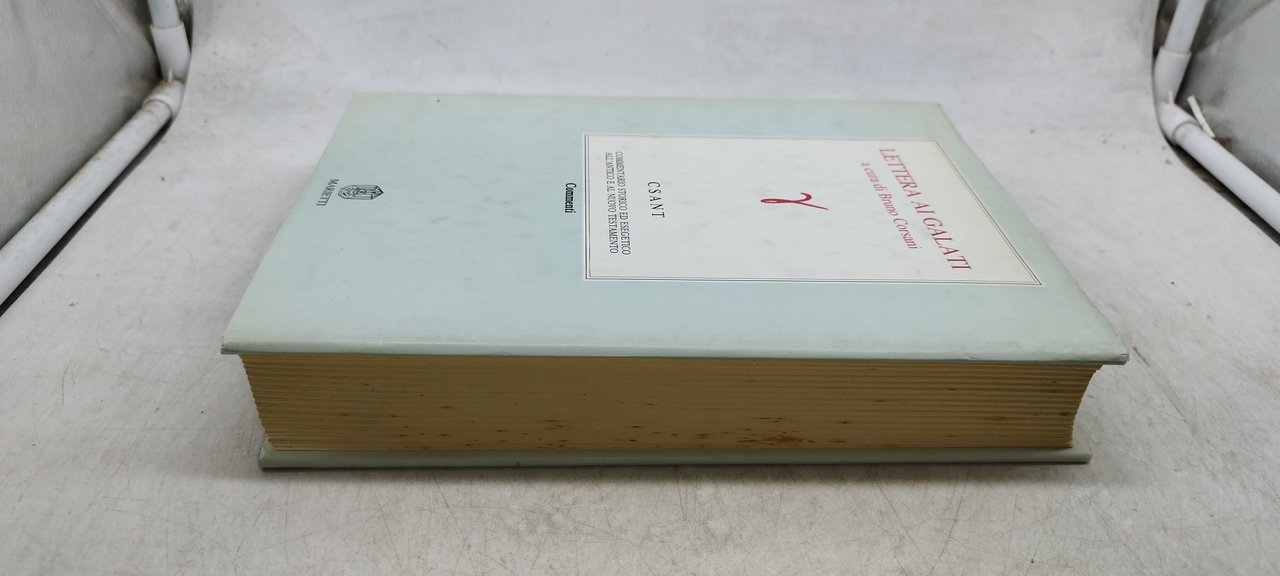 LETTERA AI GALATI
a cura di Bruno Corsani
γ
CSANT
COMMENTARIO STORICO ED ESEGETICO
ALL'ANTICO E AL NUOVO TESTAMENTO
Commenti
MARIETTI